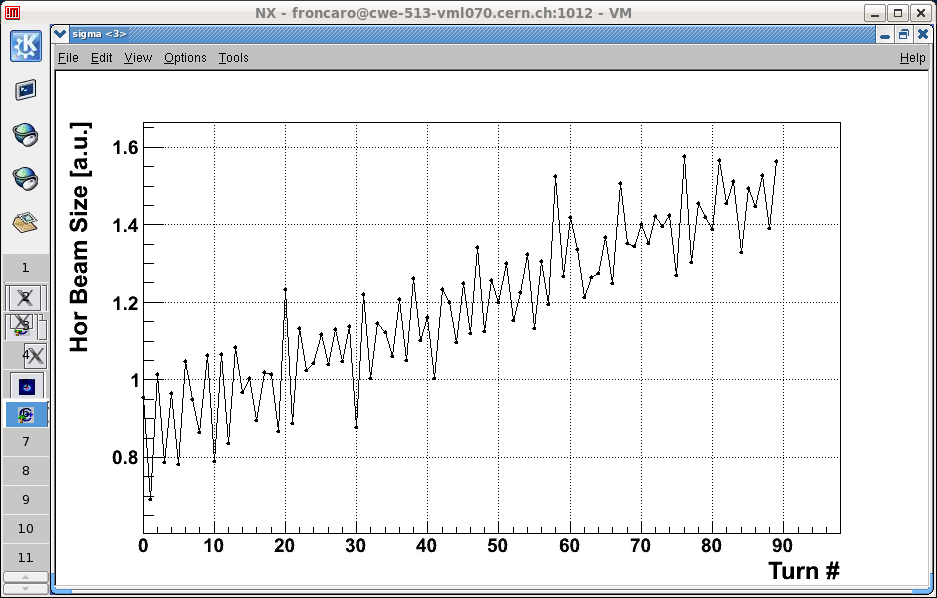 NX - froncaro@cwe-513-vml070.cern.ch:1012 - VM
sigma <3>
File Edit View Options Tools Help
Hor Beam Size [a.u.]
1.6
1.4
1.2
1
0.8
0 10 20 30 40 50 60 70 80 90
Turn #
1
2
3
4
7
8
9
10
11